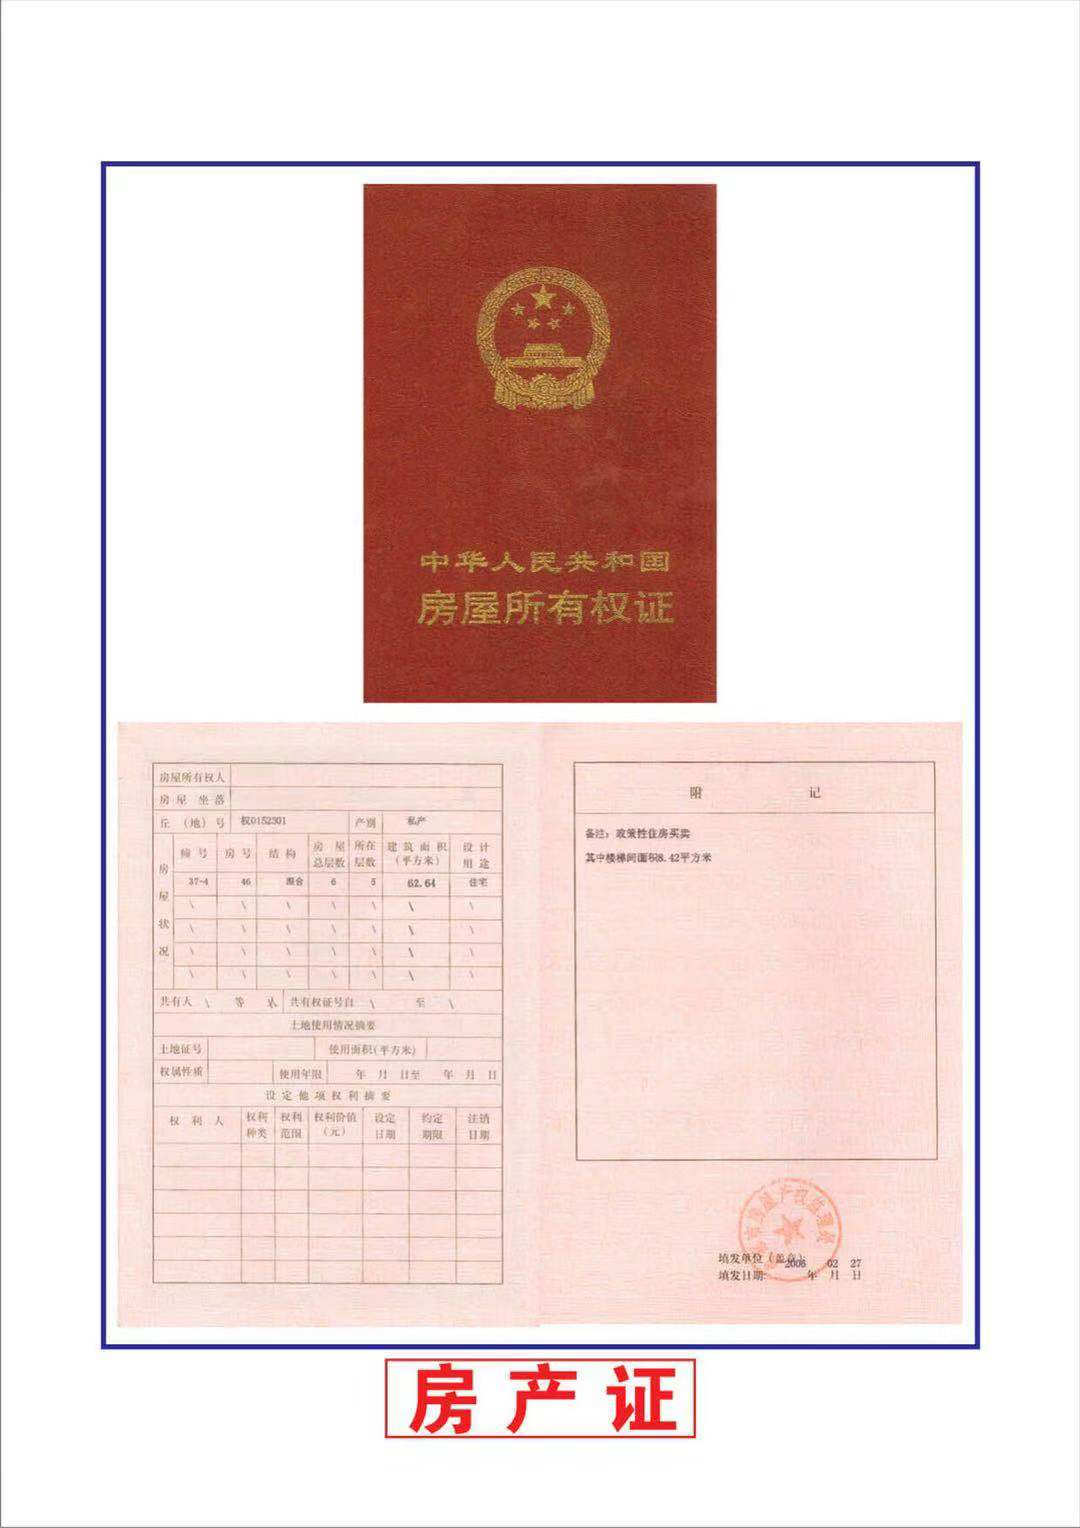 中华人民共和国
房屋所有权证
房屋所有权人
房屋坐落
丘(地)号 权0152301 产别 私产
房屋状况
幢号 房号 结构 房屋总层数 所在层数 建筑面积(平方米) 设计用途
37-4 46 混合 6 5 62.64 住宅
\ \ \ \ \ \ \
\ \ \ \ \ \ \
\ \ \ \ \ \ \
\ \ \ \ \ \ \
共有人 \ 等 \人 共有权证号自 \ 至 \
土地使用情况摘要
土地证号 使用面积(平方米)
权属性质 使用年限 年 月 日至 年 月 日
设定他项权利摘要
权利人 权利种类 权利范围 权利价值(元) 设定日期 约定期限 注销日期
附 记
备注:政策性住房买卖
其中楼梯间面积8.42平方米
市房屋产权监理处
填发单位(盖章):
填发日期: 2008 年 02 月 27 日
房产证